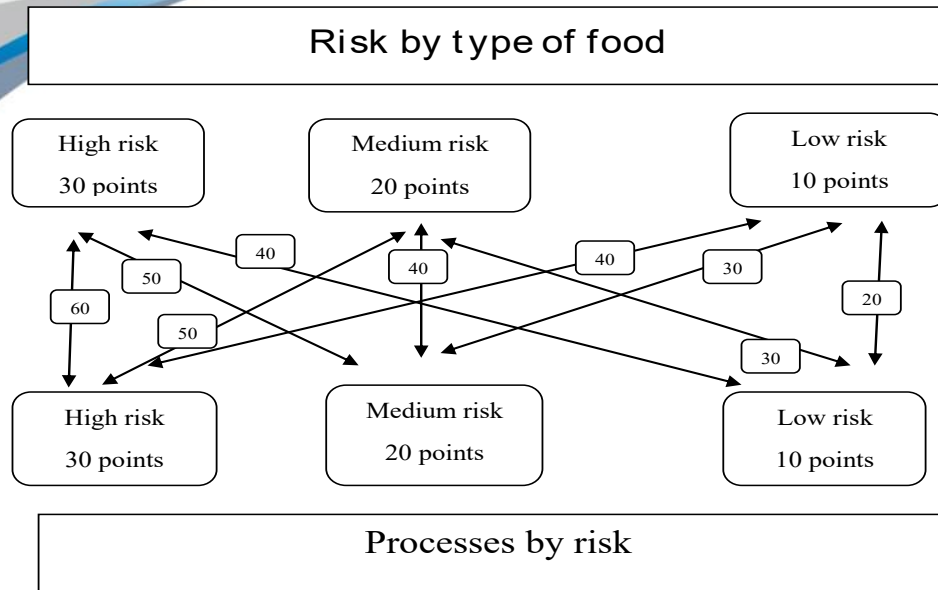 Risk by type of food
High risk
30 points
Medium risk
20 points
Low risk
10 points
40
40
40
30
50
60
20
50
30
High risk
30 points
Medium risk
20 points
Low risk
10 points
Processes by risk